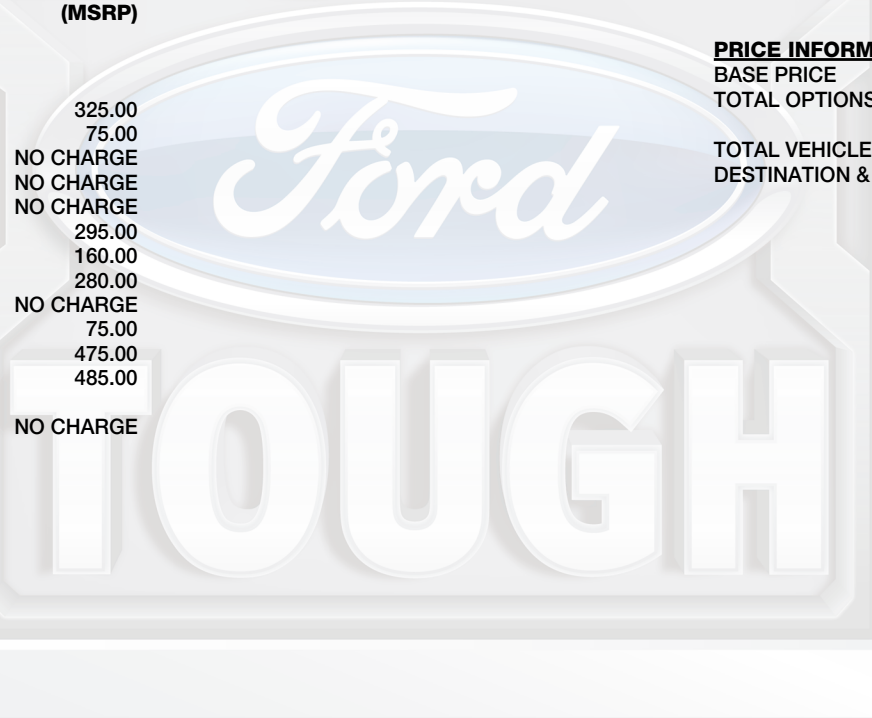 (MSRP)
PRICE INFORM
BASE PRICE
TOTAL OPTIONS
325.00
75.00
NO CHARGE
NO CHARGE
NO CHARGE
295.00
160.00
280.00
NO CHARGE
75.00
475.00
485.00
NO CHARGE
TOTAL VEHICLE
DESTINATION &
Ford
TOUGH